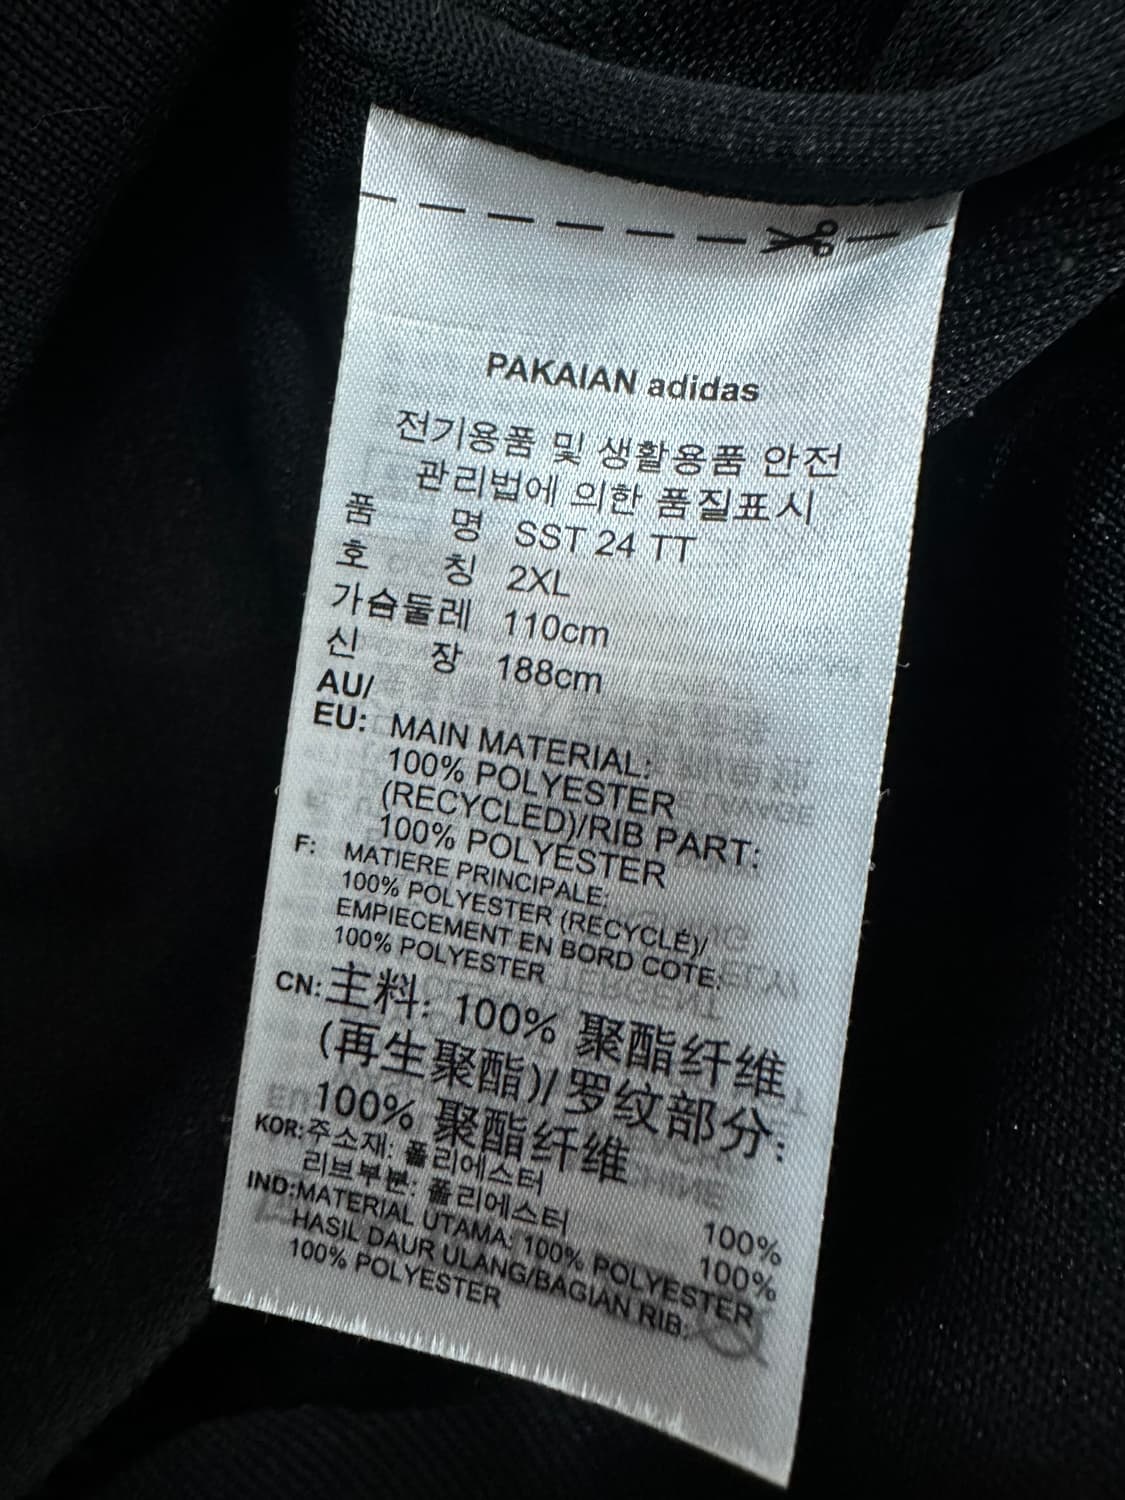 PAKAIAN adidas
전기용품 및 생활용품 안전
관리법에 의한 품질표시
품 명 SST 24 TT
호 칭 2XL
가슴둘레 110cm
신 장 188cm
AU/
EU: MAIN MATERIAL:
100% POLYESTER
(RECYCLED)/RIB PART:
100% POLYESTER
F: MATIERE PRINCIPALE:
100% POLYESTER (RECYCLÉ)/
EMPIECEMENT EN BORD COTE:
100% POLYESTER
CN: 主料: 100% 聚酯纤维
(再生聚酯)/罗纹部分:
100% 聚酯纤维
KOR: 주소재: 폴리에스터 100%
리브부분: 폴리에스터 100%
IND: MATERIAL UTAMA: 100% POLYESTER
HASIL DAUR ULANG/BAGIAN RIB:
100% POLYESTER